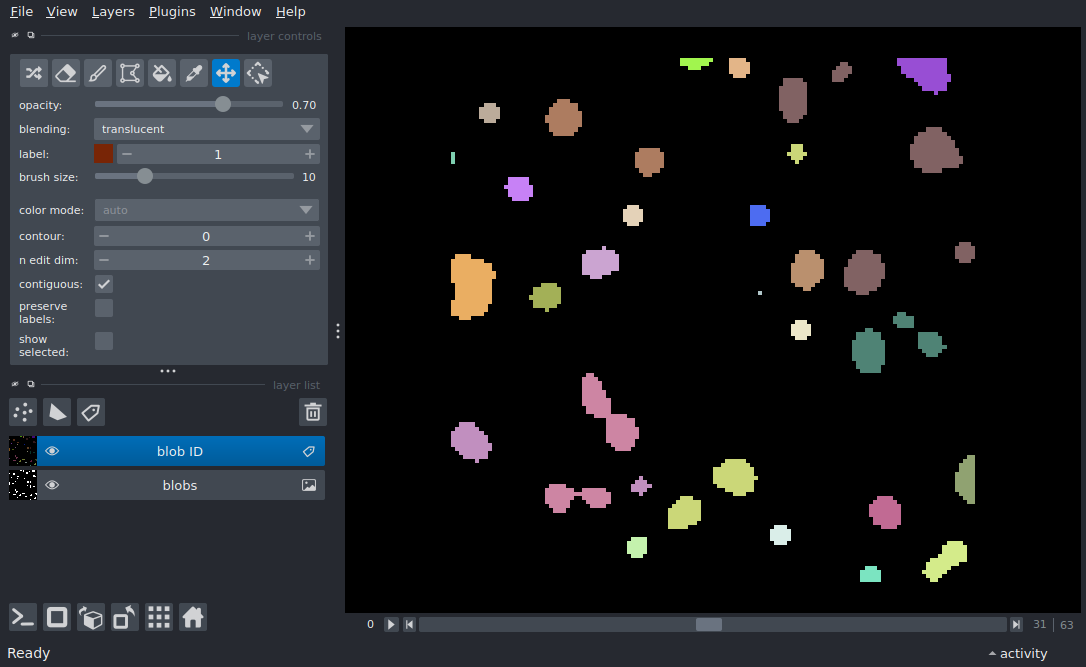 File View Layers Plugins Window Help
layer controls
opacity: 0.70
blending: translucent
label: 1
brush size: 10
color mode: auto
contour: 0
n edit dim: 2
contiguous:
preserve
labels:
show
selected:
layer list
blob ID
blobs
0 31 | 63
Ready activity